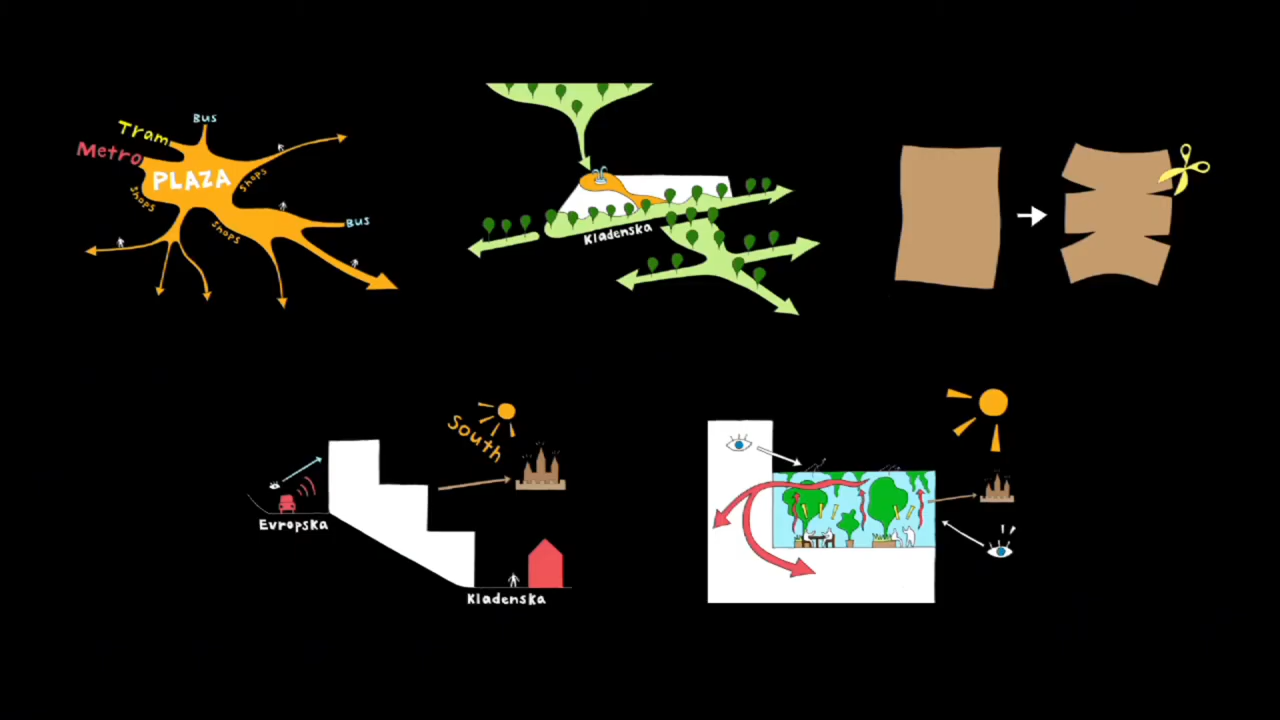 Bus
Tram
Metro
PLAZA
Shops
Shops
Shops
Bus
Kladenska
South
Evropska
Kladenska